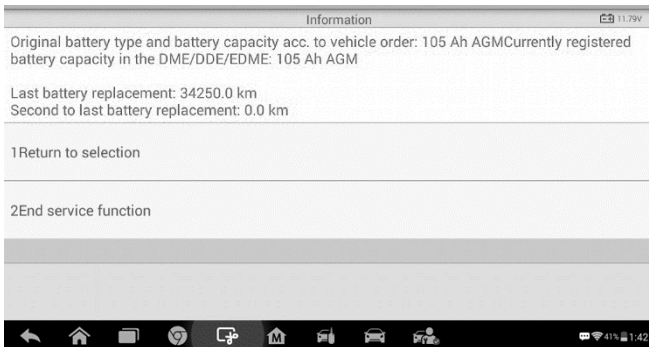 Information
11.79V
Original battery type and battery capacity acc. to vehicle order: 105 Ah AGMCurrently registered
battery capacity in the DME/DDE/EDME: 105 Ah AGM
Last battery replacement: 34250.0 km
Second to last battery replacement: 0.0 km
1Return to selection
2End service function
M
41% 1:42